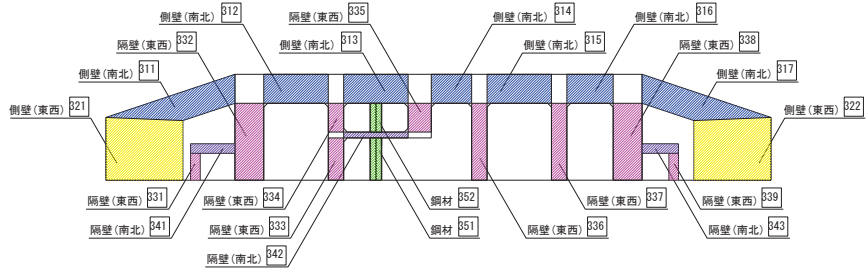 側壁(南北) 312
隔壁(東西) 335
側壁(南北) 314
側壁(南北) 316
隔壁(東西) 332
側壁(南北) 313
側壁(南北) 315
隔壁(東西) 338
側壁(南北) 311
側壁(南北) 317
側壁(東西) 321
側壁(東西) 322
隔壁(東西) 331
隔壁(東西) 334
鋼材 352
隔壁(東西) 337
隔壁(東西) 339
隔壁(南北) 341
隔壁(東西) 333
鋼材 351
隔壁(東西) 336
隔壁(南北) 343
隔壁(南北) 342